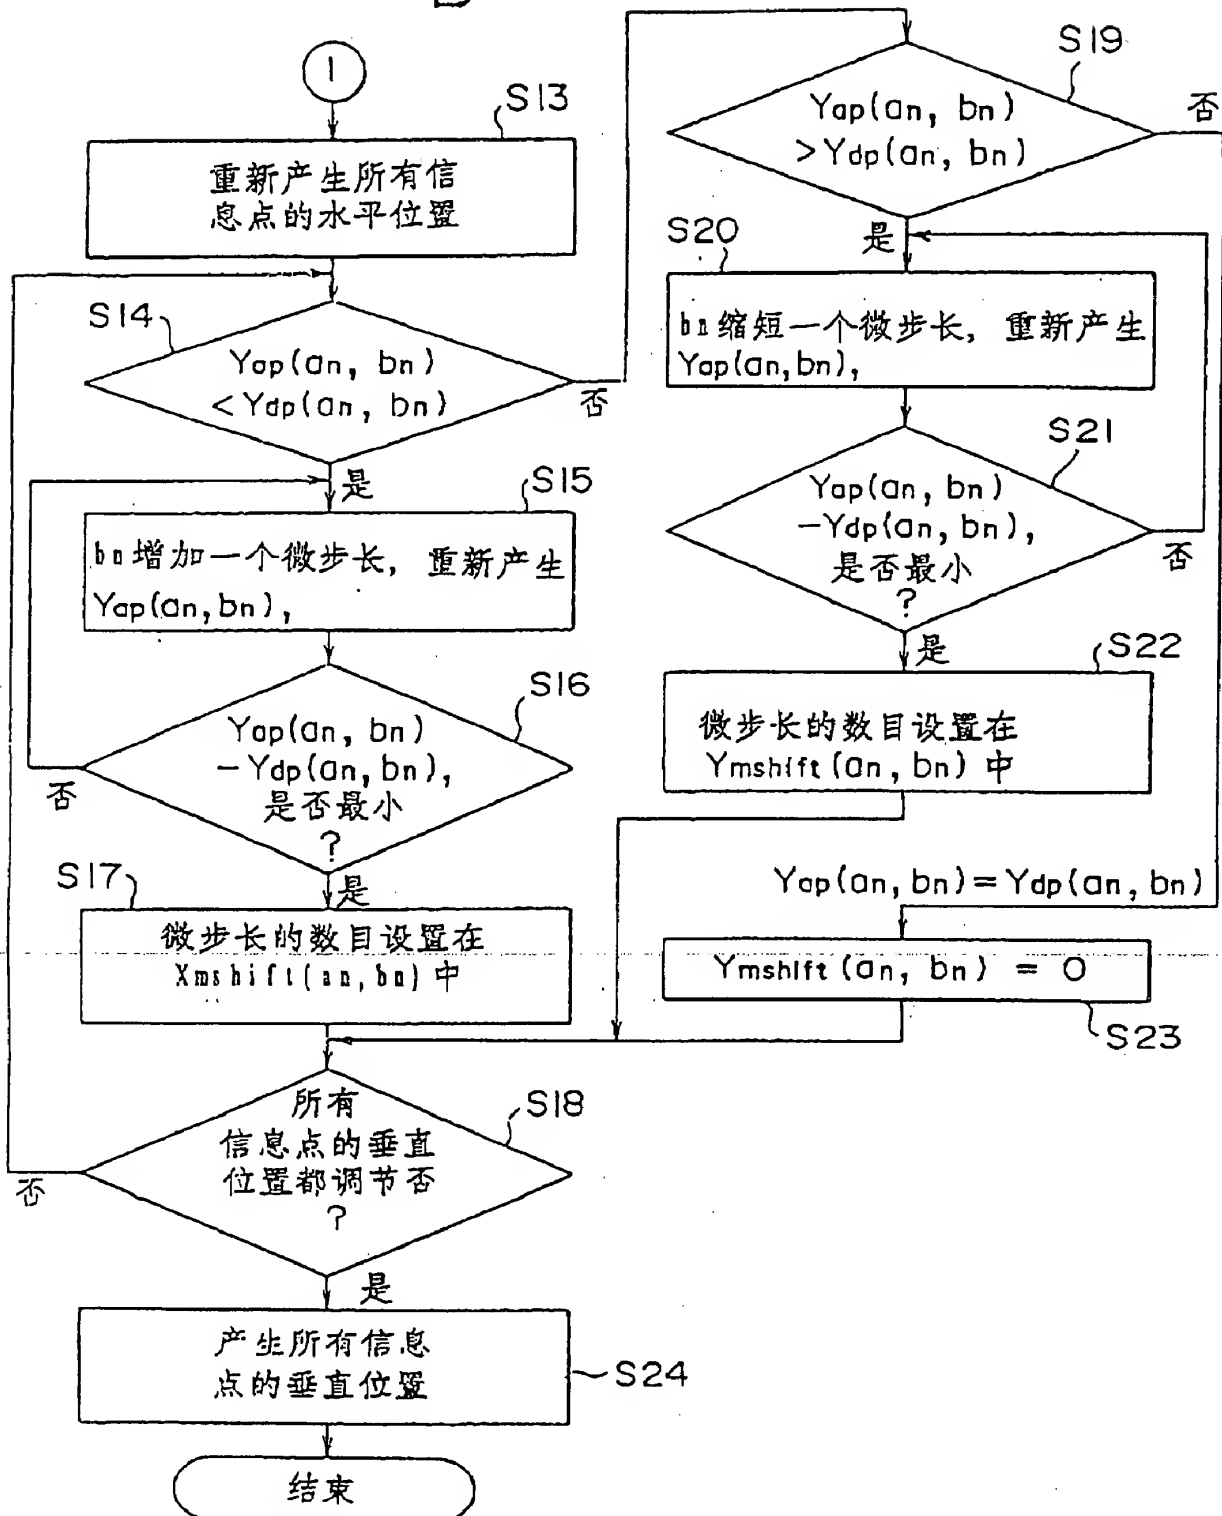 1
S13
重新产生所有信
息点的水平位置
S14
Yap(an, bn)
<Ydp(an, bn)
否
是
S15
bn增加一个微步长, 重新产生
Yap(an,bn),
S16
Yap(an, bn)
-Ydp(an,bn),
是否最小
?
否
是
S17
微步长的数目设置在
Xmshift(an,bn)中
S18
所有
信息点的垂直
位置都调节否
?
否
是
产生所有信息
点的垂直位置
S24
结束
S19
Yap(an, bn)
>Ydp(an, bn)
否
是
S20
bn缩短一个微步长, 重新产生
Yap(an,bn),
S21
Yap(an, bn)
-Ydp(an, bn),
是否最小
?
否
是
S22
微步长的数目设置在
Ymshift(an, bn)中
Yap(an,bn)=Ydp(an,bn)
Ymshift(an, bn) = 0
S23